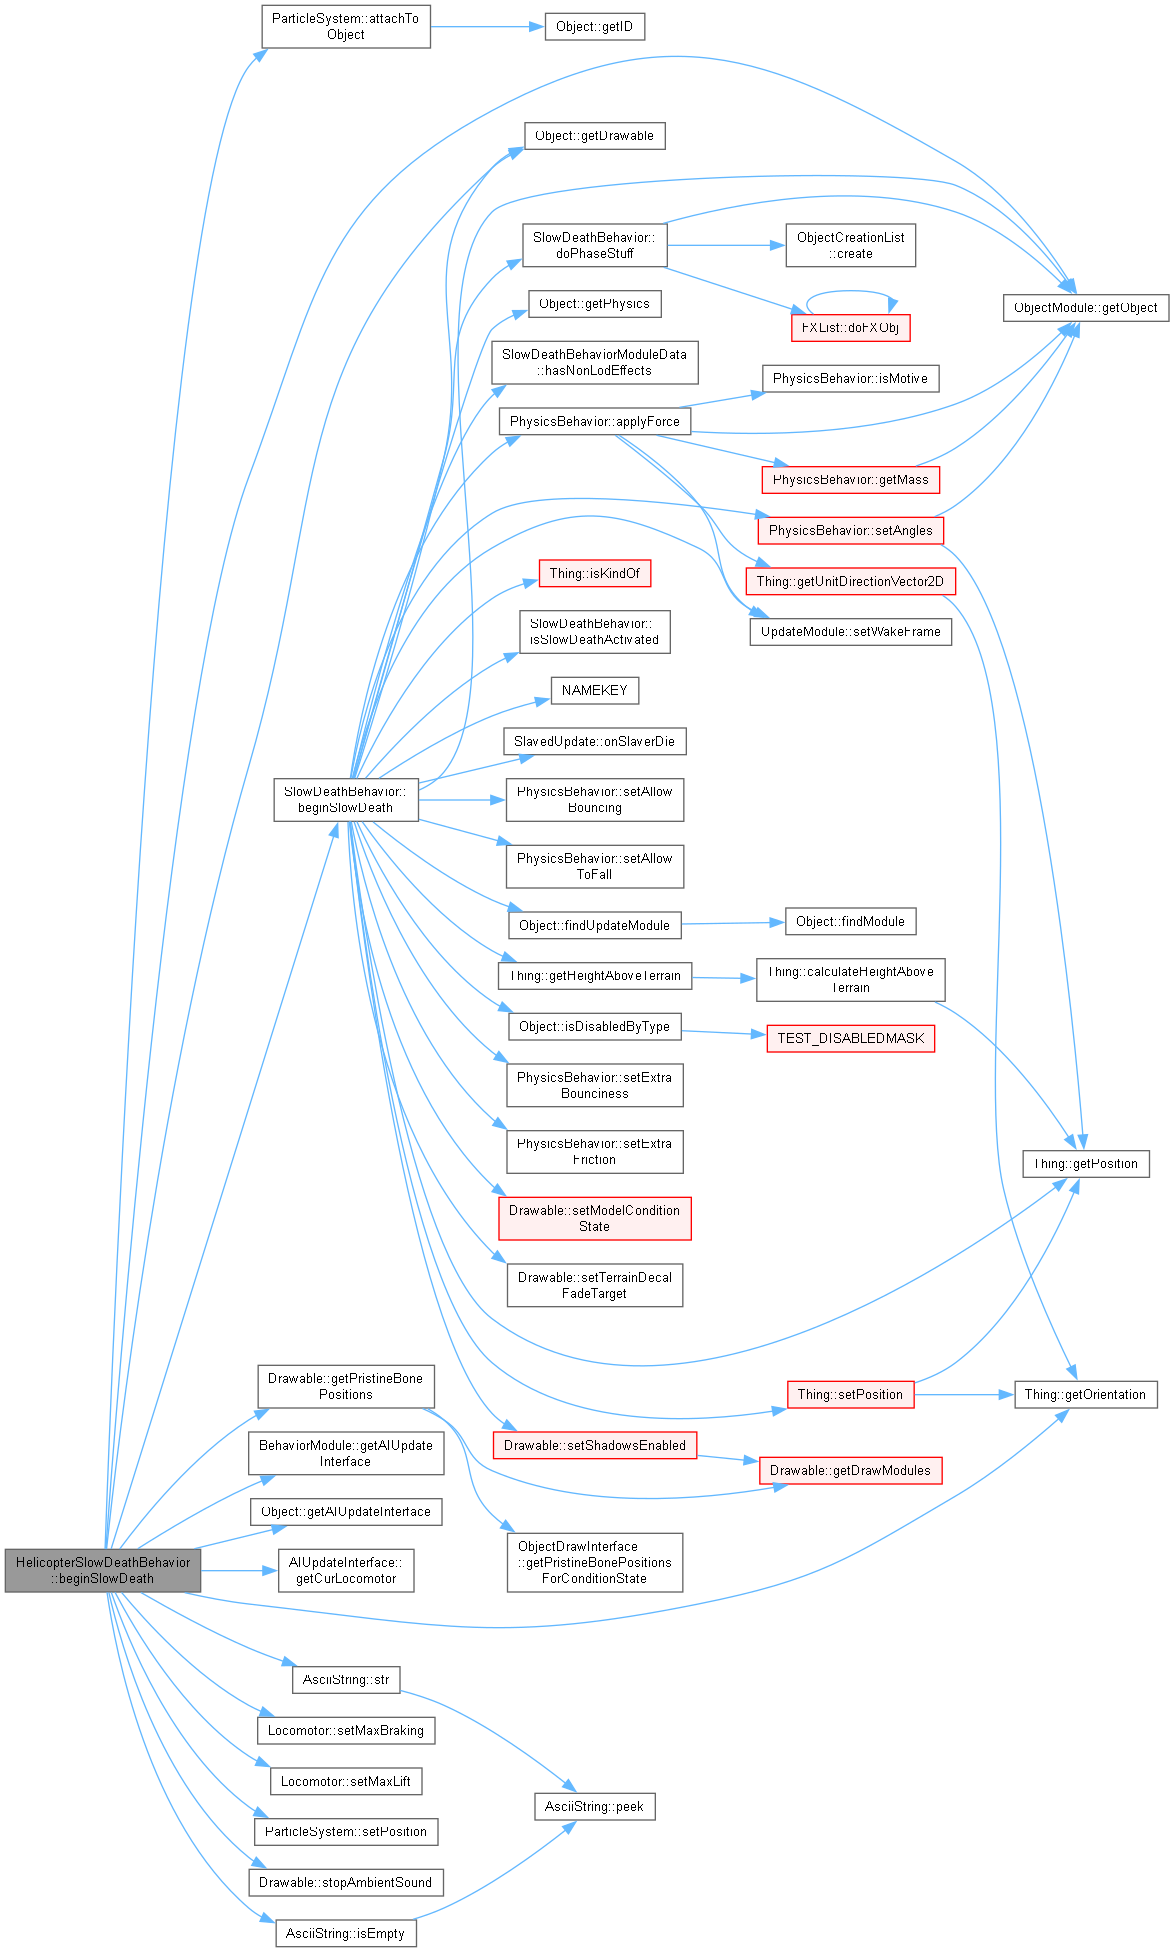 ParticleSystem::attachTo
Object
Object::getID
Object::getDrawable
SlowDeathBehavior::
doPhaseStuff
ObjectCreationList
::create
ObjectModule::getObject
Object::getPhysics
FXList::doFXObj
SlowDeathBehaviorModuleData
::hasNonLodEffects
PhysicsBehavior::isMotive
PhysicsBehavior::applyForce
PhysicsBehavior::getMass
PhysicsBehavior::setAngles
Thing::isKindOf
Thing::getUnitDirectionVector2D
SlowDeathBehavior::
isSlowDeathActivated
UpdateModule::setWakeFrame
NAMEKEY
SlavedUpdate::onSlaverDie
SlowDeathBehavior::
beginSlowDeath
PhysicsBehavior::setAllow
Bouncing
PhysicsBehavior::setAllow
ToFall
Object::findUpdateModule
Object::findModule
Thing::getHeightAboveTerrain
Thing::calculateHeightAbove
Terrain
Object::isDisabledByType
TEST_DISABLEDMASK
PhysicsBehavior::setExtra
Bounciness
PhysicsBehavior::setExtra
Friction
Thing::getPosition
Drawable::setModelCondition
State
Drawable::setTerrainDecal
FadeTarget
Drawable::getPristineBone
Positions
Thing::setPosition
Thing::getOrientation
BehaviorModule::getAIUpdate
Interface
Drawable::setShadowsEnabled
Drawable::getDrawModules
Object::getAIUpdateInterface
ObjectDrawInterface
::getPristineBonePositions
ForConditionState
HelicopterSlowDeathBehavior
::beginSlowDeath
AIUpdateInterface::
getCurLocomotor
AsciiString::str
Locomotor::setMaxBraking
Locomotor::setMaxLift
AsciiString::peek
ParticleSystem::setPosition
Drawable::stopAmbientSound
AsciiString::isEmpty